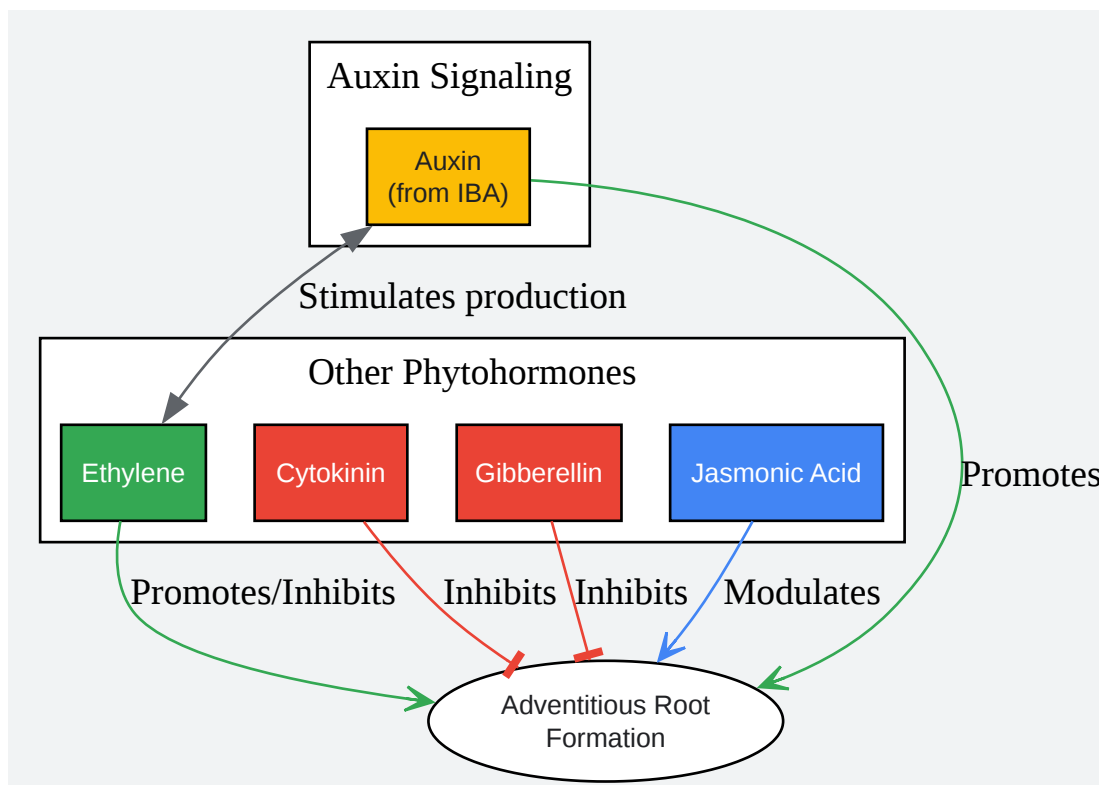 Auxin Signaling
Auxin
(from IBA)
Stimulates production
Other Phytohormones
Ethylene
Cytokinin
Gibberellin
Jasmonic Acid
Promotes
Promotes/Inhibits
Inhibits
Inhibits
Modulates
Adventitious Root
Formation